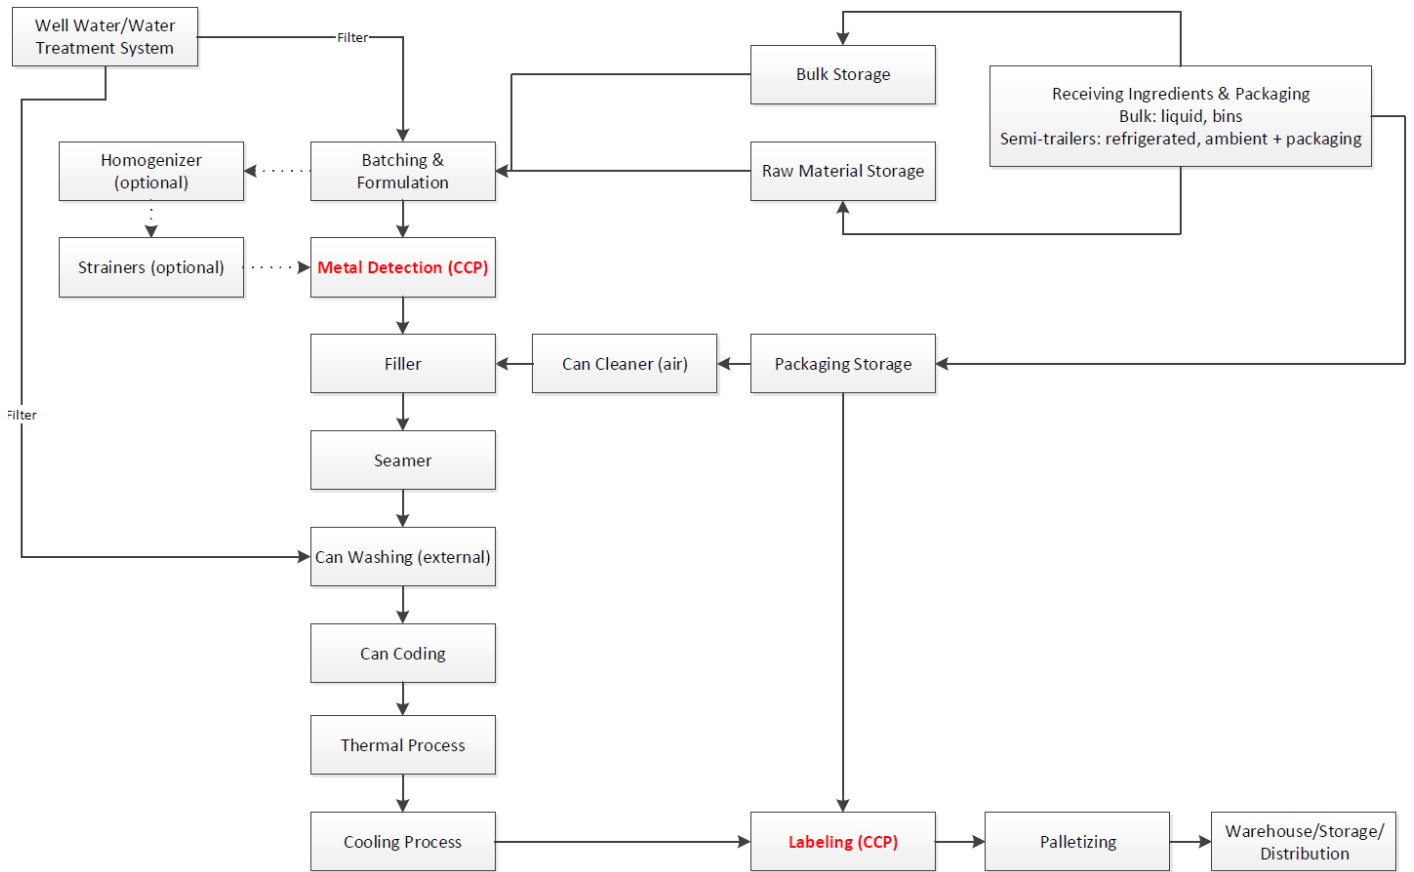 Well Water/Water
Treatment System
Filter
Bulk Storage
Receiving Ingredients & Packaging
Bulk: liquid, bins
Semi-trailers: refrigerated, ambient + packaging
Homogenizer
(optional)
Batching &
Formulation
Raw Material Storage
Strainers (optional)
Metal Detection (CCP)
Filler
Can Cleaner (air)
Packaging Storage
Filter
Seamer
Can Washing (external)
Can Coding
Thermal Process
Cooling Process
Labeling (CCP)
Palletizing
Warehouse/Storage/
Distribution